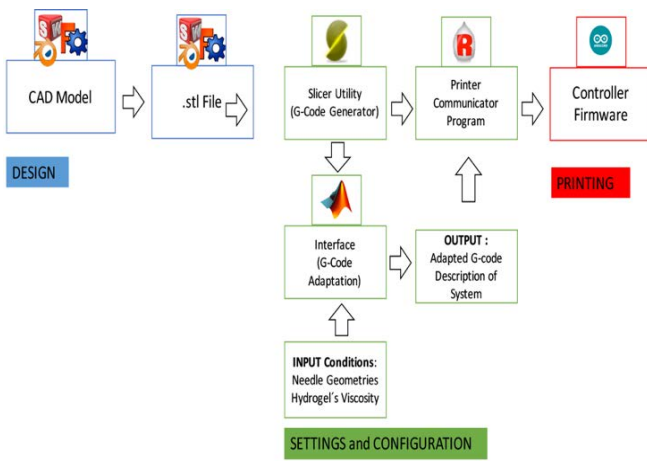 CAD Model
.stl File
Slicer Utility
(G-Code Generator)
Printer
Communicator
Program
Controller
Firmware
DESIGN
PRINTING
Interface
(G-Code
Adaptation)
OUTPUT :
Adapted G-code
Description of
System
INPUT Conditions:
Needle Geometries
Hydrogel´s Viscosity
SETTINGS and CONFIGURATION